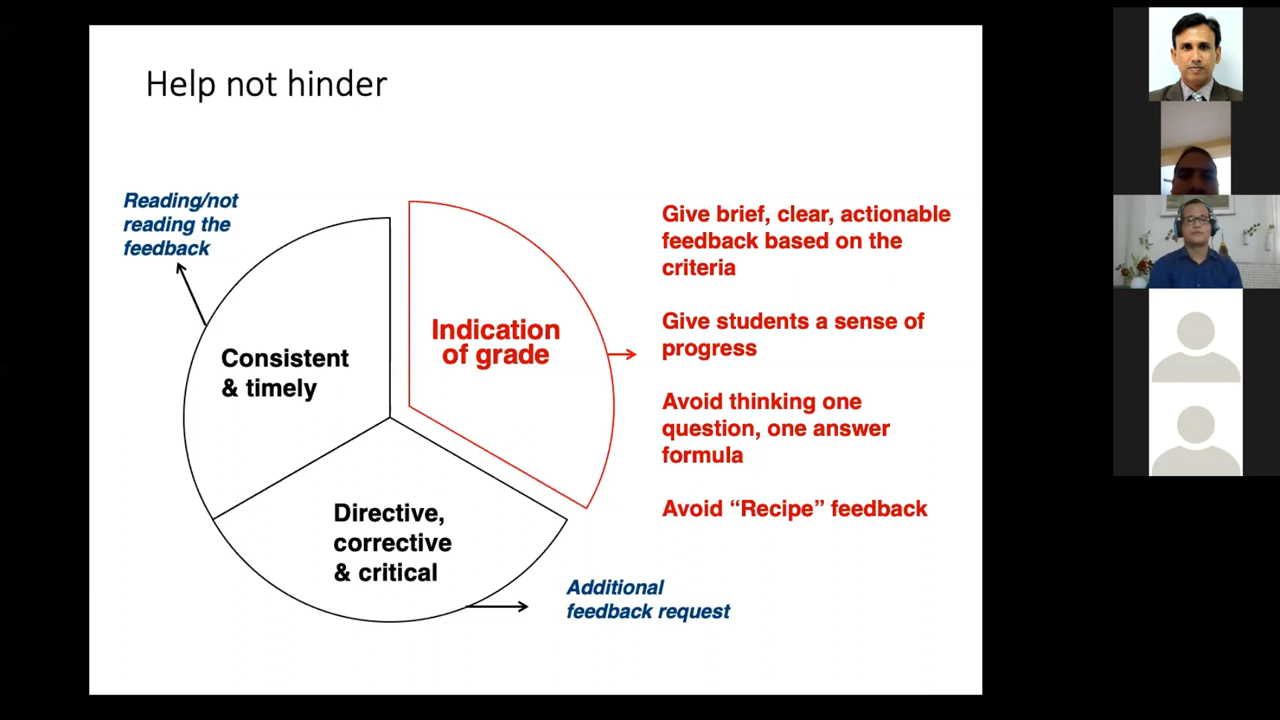 Help not hinder
Reading/not
reading the
feedback
Consistent
& timely
Indication
of grade
Directive,
corrective
& critical
Additional
feedback request
Give brief, clear, actionable
feedback based on the
criteria
Give students a sense of
progress
Avoid thinking one
question, one answer
formula
Avoid “Recipe” feedback